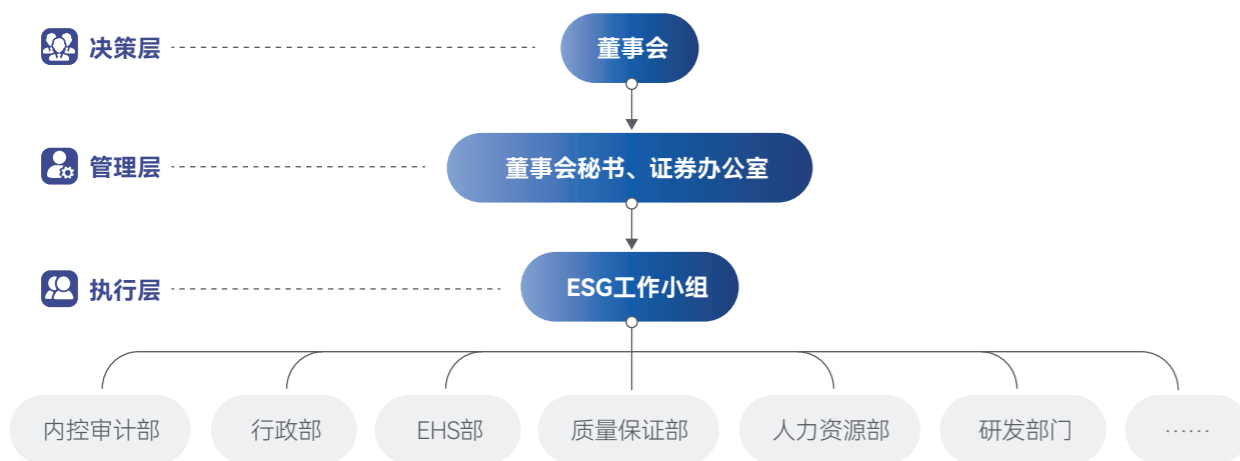 决策层
董事会
管理层
董事会秘书、证券办公室
执行层
ESG工作小组
内控审计部
行政部
EHS部
质量保证部
人力资源部
研发部门
……